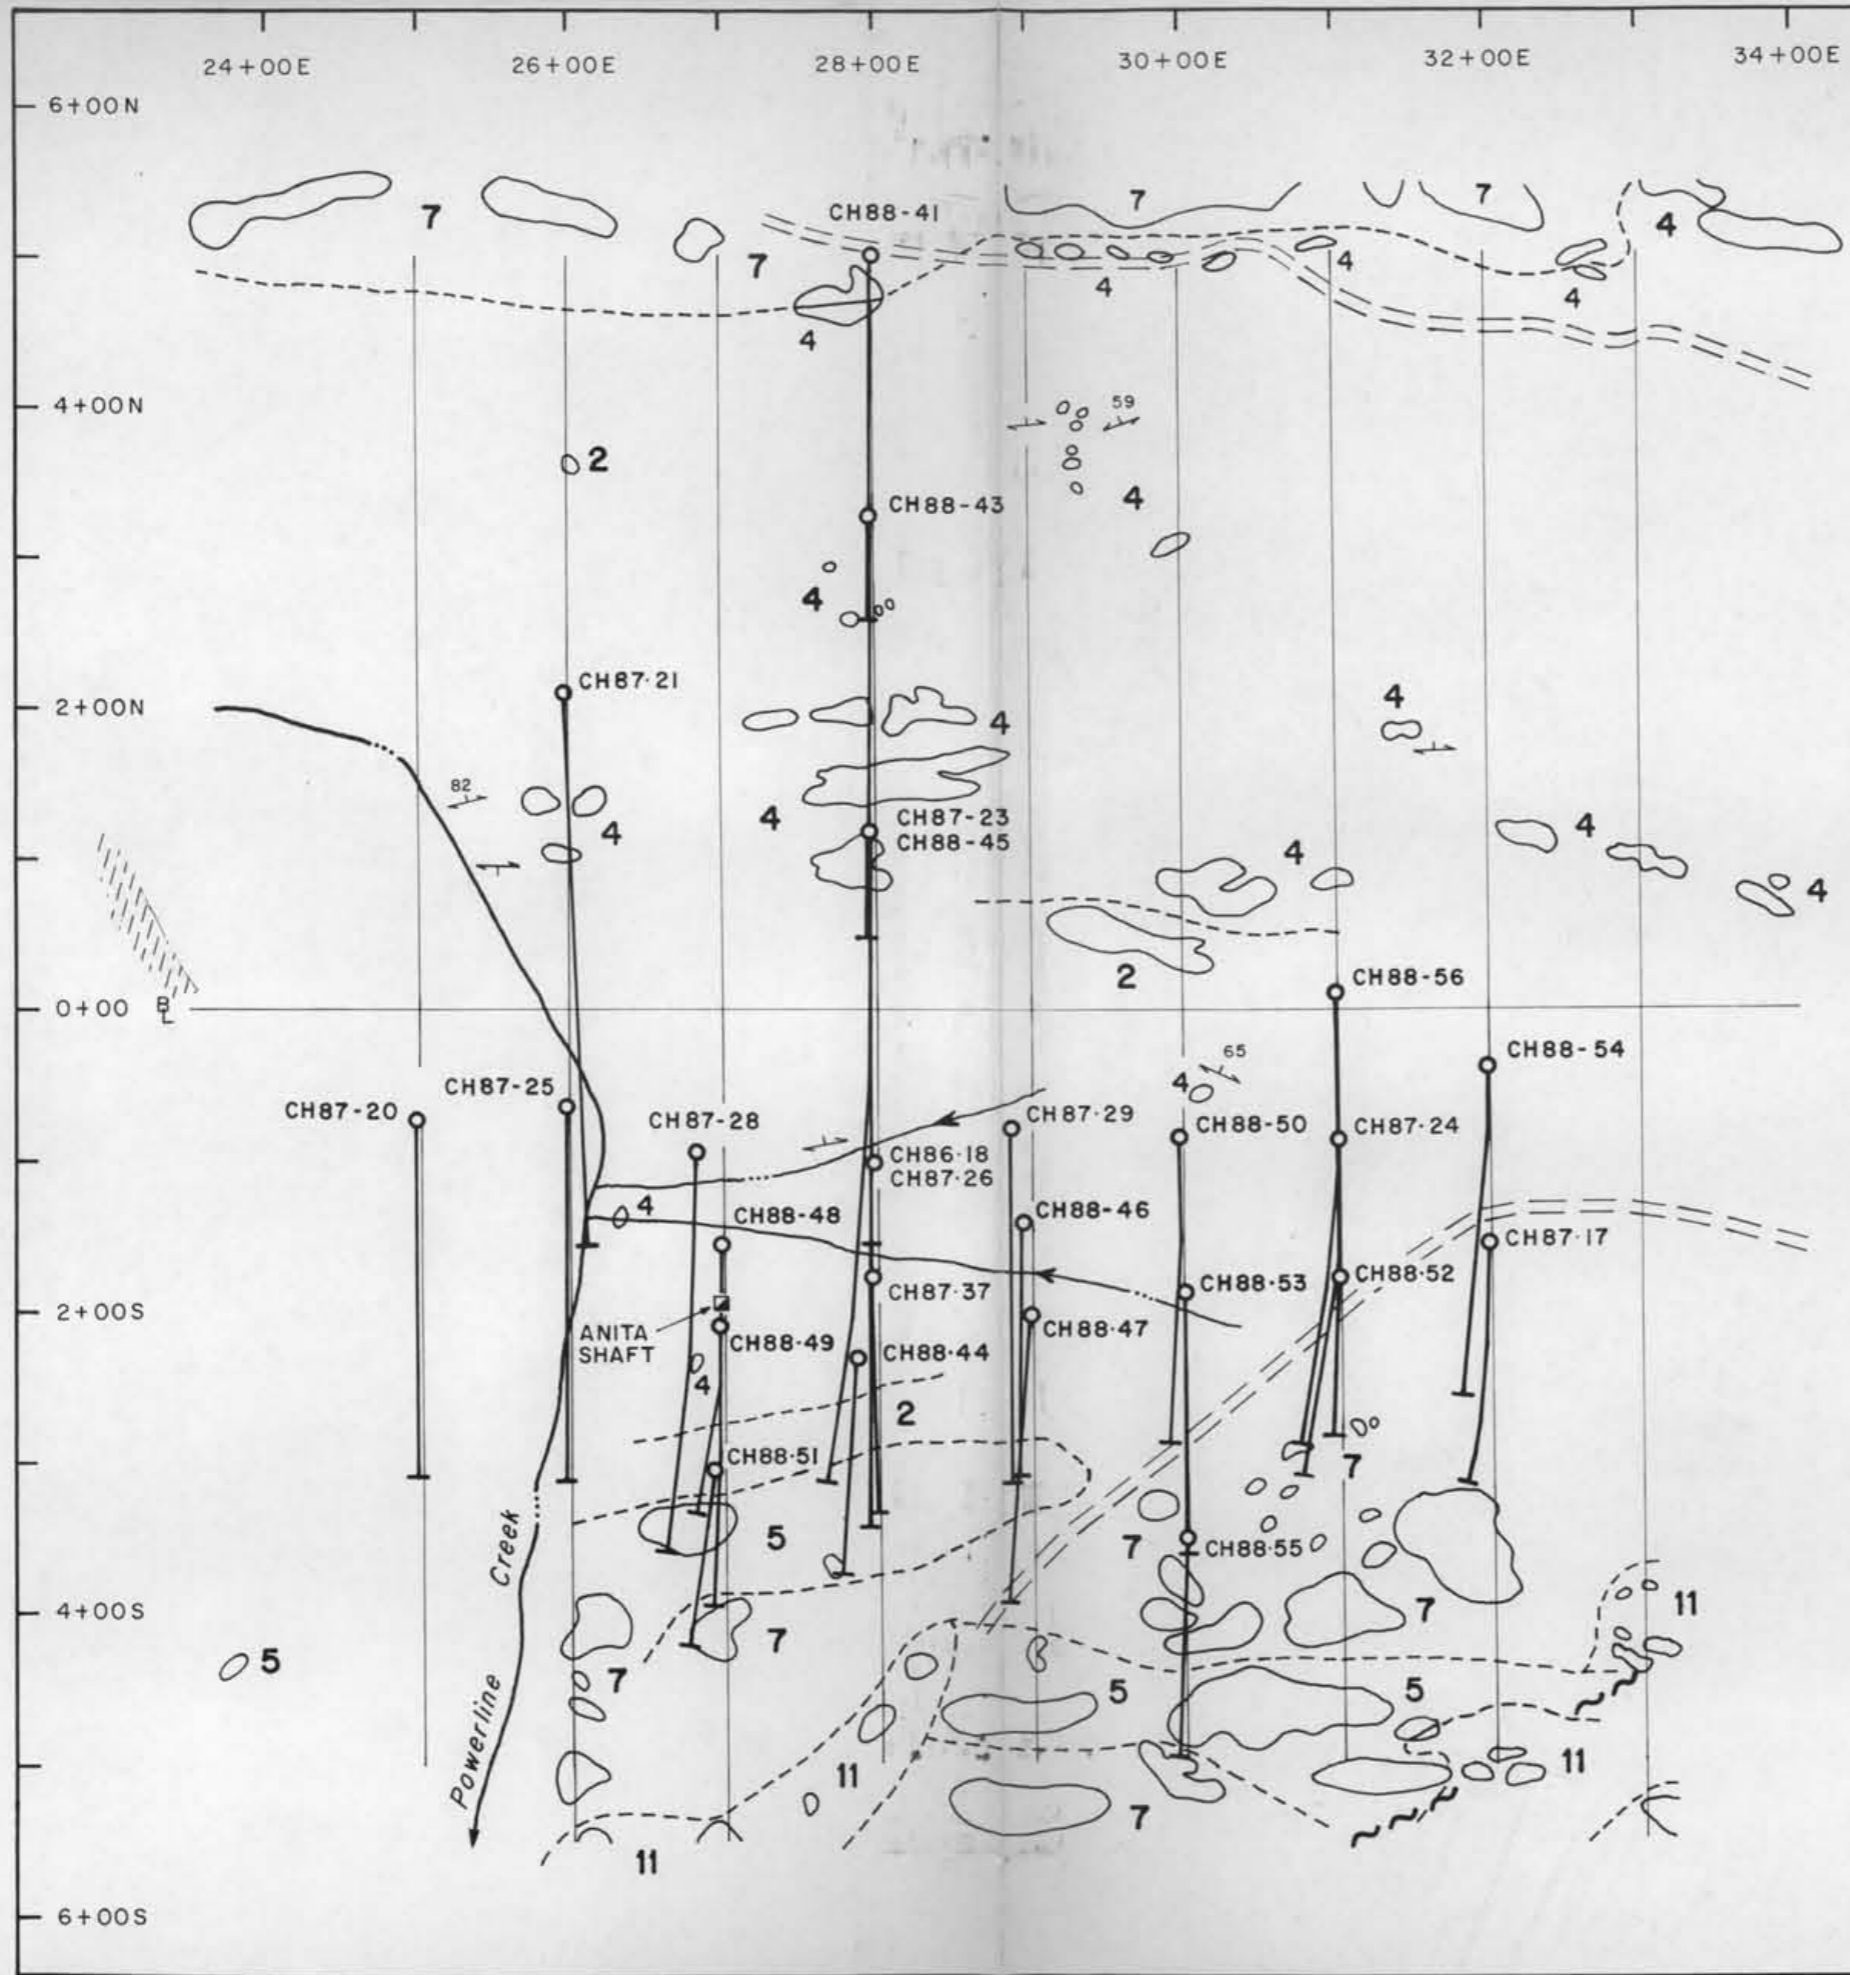 24+00E 26+00E 28+00E 30+00E 32+00E 34+00E
6+00N
7
7
7
4
7
CH88-41
7
4
4
4
4
4+00N
59
2
4
CH88-43
4
CH87·21
2+00N
4
4
82
4
4
CH87-23
CH88-45
4
4
4
4
2
0+00 BL
CH88-56
CH88-54
65
4
CH87-20
CH87-25
CH87-28
CH87·29
CH88-50
CH87-24
CH86·18
CH87·26
4
CH88-48
CH88-46
CH87·17
CH87·37
CH88·53
CH88·52
2+00S
ANITA
SHAFT
CH88·49
CH88·47
CH88-44
4
2
CH88·51
7
5
7
CH88·55
Powerline Creek
4+00S
7
7
11
5
7
5
5
11
11
7
11
6+00S